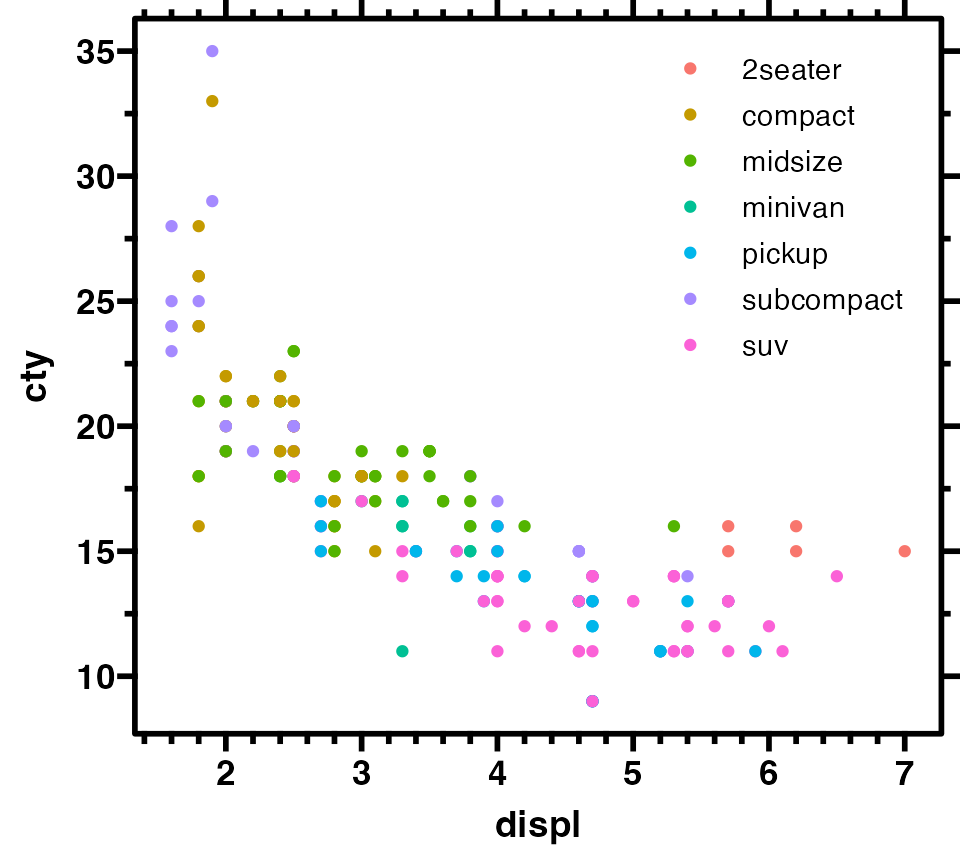 35
30
25
20
15
10
cty
2seater
compact
midsize
minivan
pickup
subcompact
suv
2 3 4 5 6 7
displ